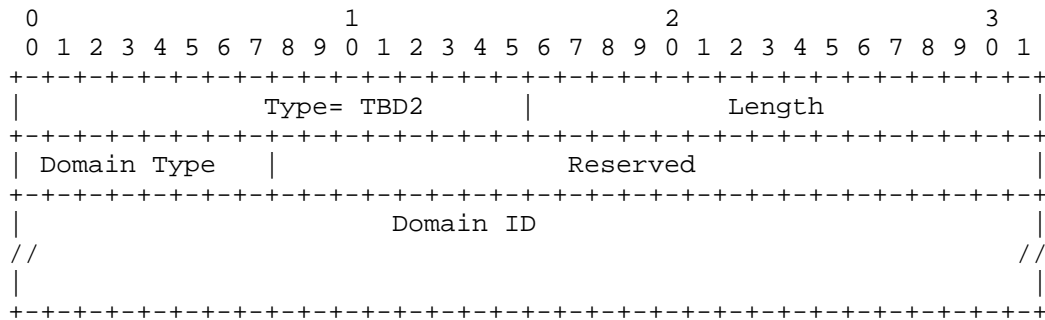 0                   1                   2                   3
 0 1 2 3 4 5 6 7 8 9 0 1 2 3 4 5 6 7 8 9 0 1 2 3 4 5 6 7 8 9 0 1
+-+-+-+-+-+-+-+-+-+-+-+-+-+-+-+-+-+-+-+-+-+-+-+-+-+-+-+-+-+-+-+-+
|               Type= TBD2      |            Length             |
+-+-+-+-+-+-+-+-+-+-+-+-+-+-+-+-+-+-+-+-+-+-+-+-+-+-+-+-+-+-+-+-+
| Domain Type   |                  Reserved                     |
+-+-+-+-+-+-+-+-+-+-+-+-+-+-+-+-+-+-+-+-+-+-+-+-+-+-+-+-+-+-+-+-+
|                       Domain ID                               |
//                                                             //
|                                                               |
+-+-+-+-+-+-+-+-+-+-+-+-+-+-+-+-+-+-+-+-+-+-+-+-+-+-+-+-+-+-+-+-+